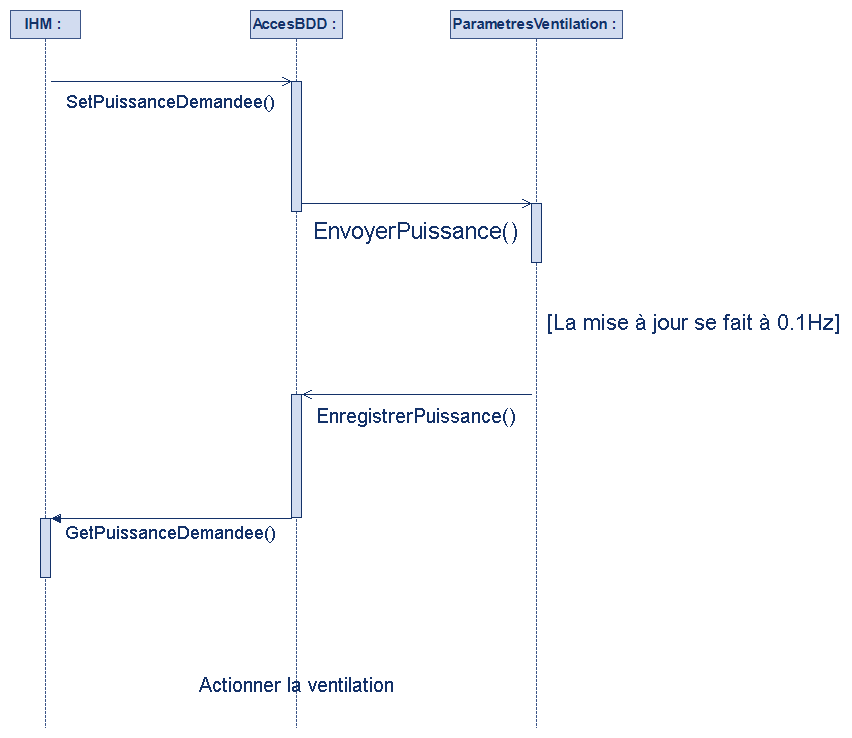 IHM :
AccesBDD :
ParametresVentilation :
SetPuissanceDemandee()
EnvoyerPuissance()
[La mise à jour se fait à 0.1Hz]
EnregistrerPuissance()
GetPuissanceDemandee()
Actionner la ventilation